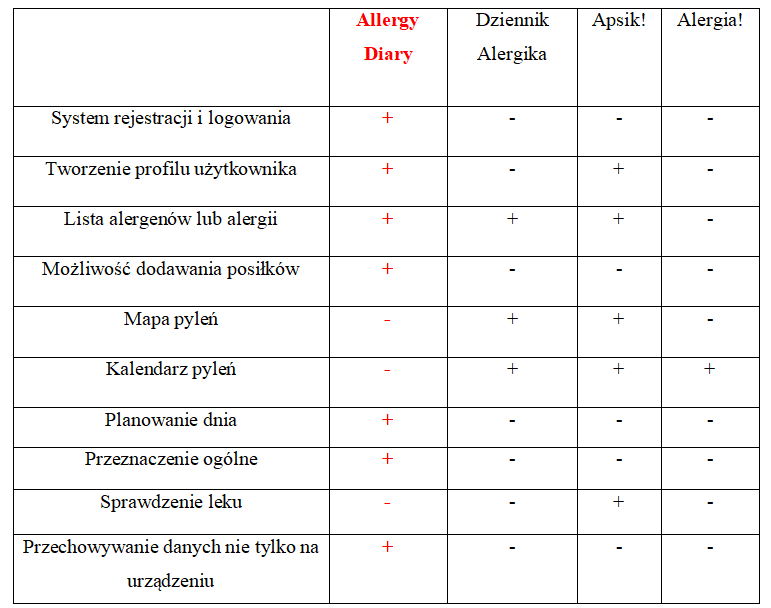 Allergy Diary Dziennik Alergika Apsik! Alergia!
System rejestracji i logowania + - - -
Tworzenie profilu użytkownika + - + -
Lista alergenów lub alergii + + + -
Możliwość dodawania posiłków + - - -
Mapa pyleń - + + -
Kalendarz pyleń - + + +
Planowanie dnia + - - -
Przeznaczenie ogólne + - - -
Sprawdzenie leku - - + -
Przechowywanie danych nie tylko na + - - -
urządzeniu